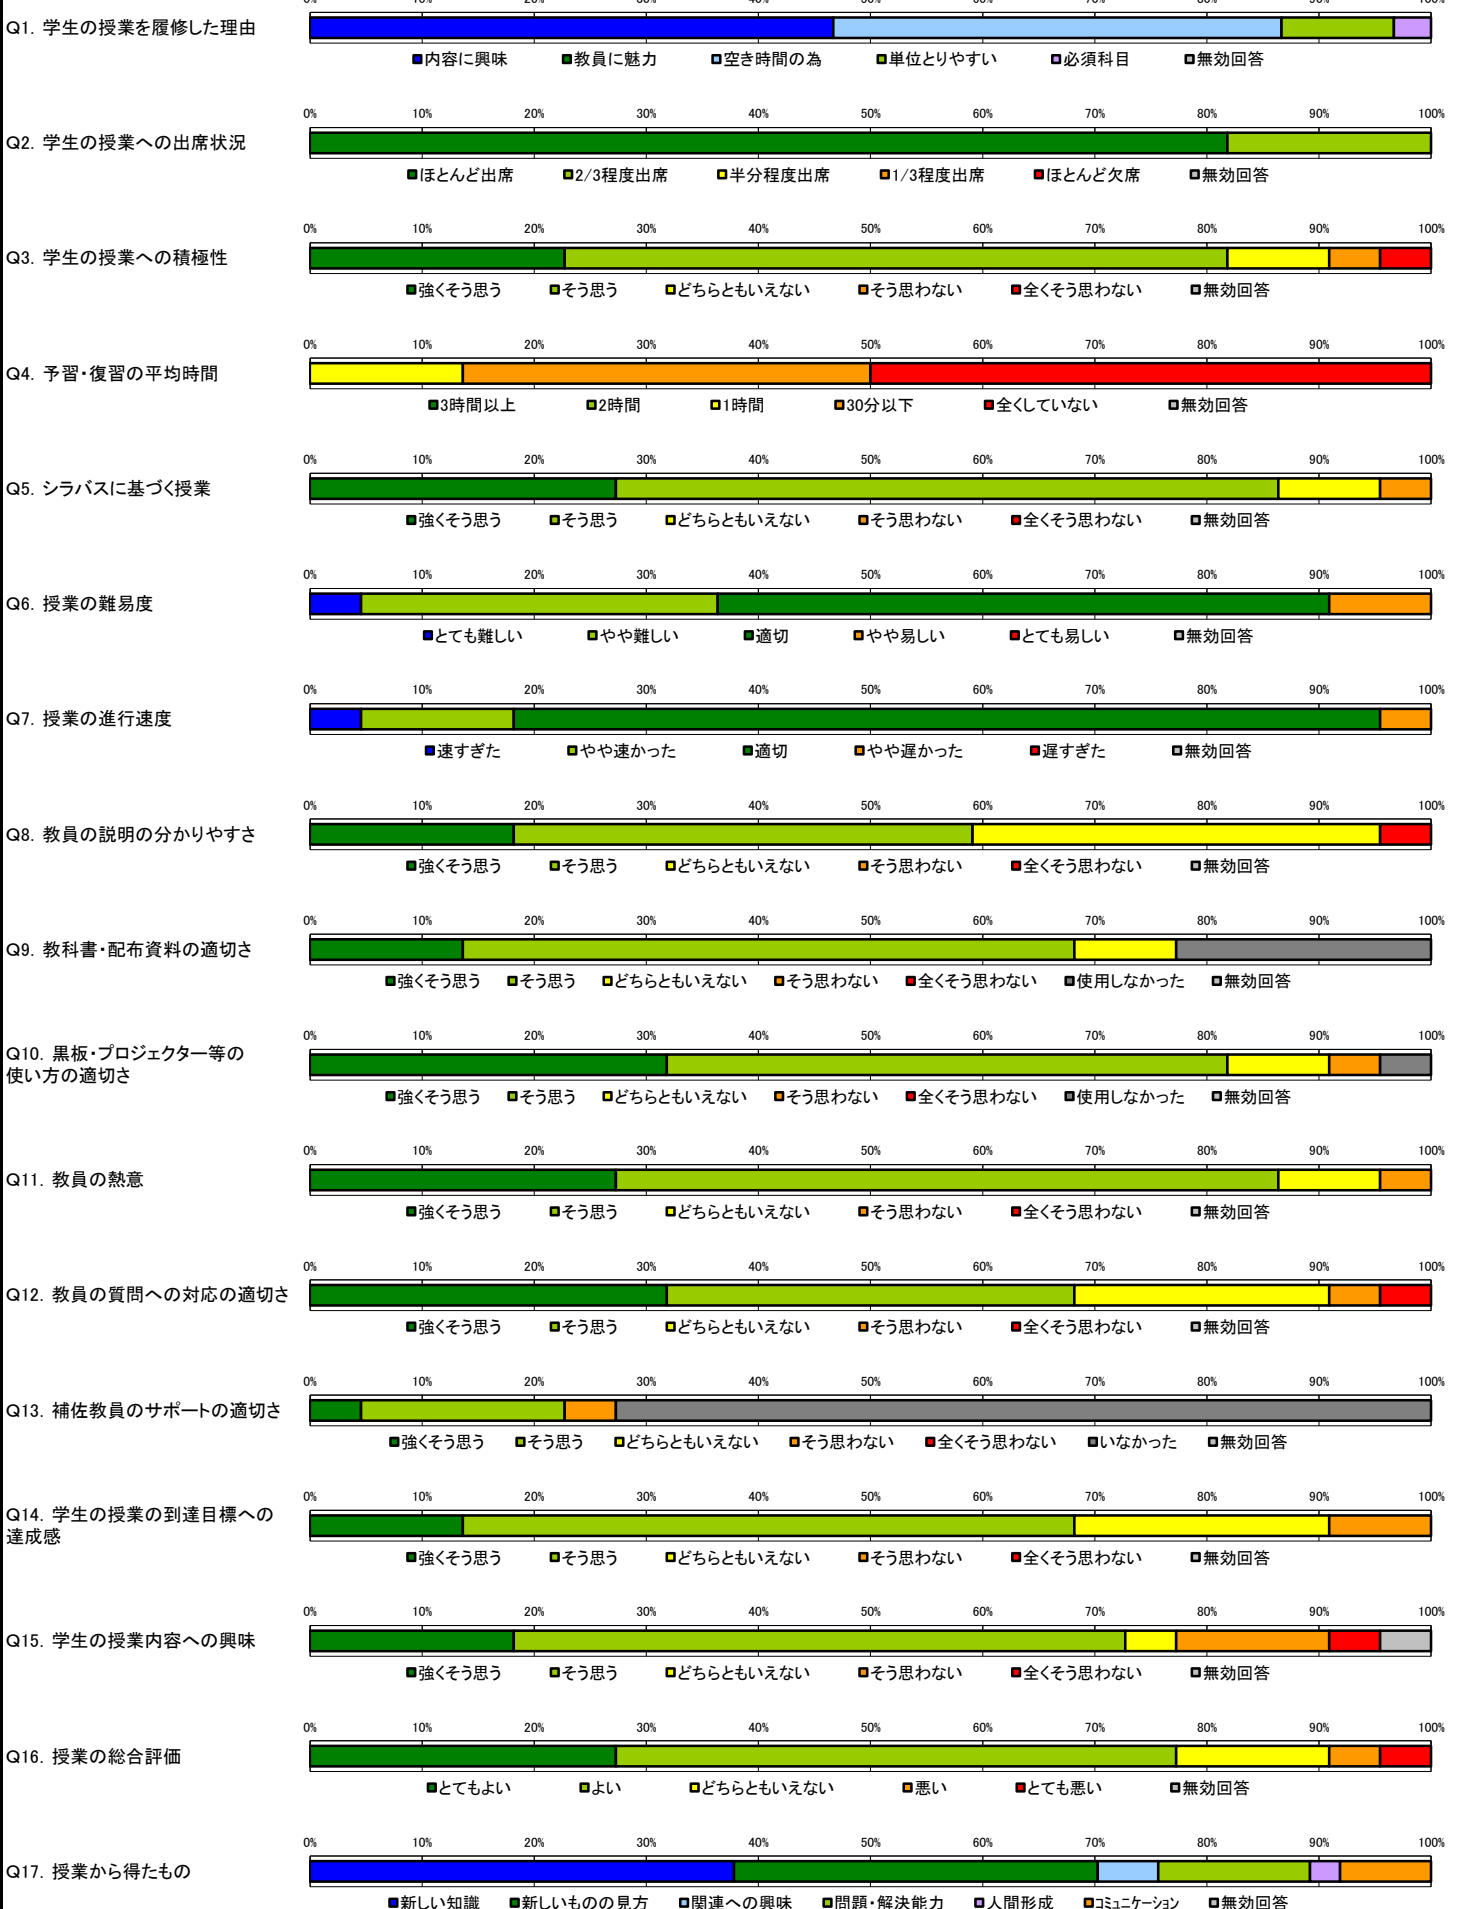 0% 10% 20% 30% 40% 50% 60% 70% 80% 90% 100%
Q1. 学生の授業を履修した理由
内容に興味 教員に魅力 空き時間の為 単位とりやすい 必須科目 無効回答
0% 10% 20% 30% 40% 50% 60% 70% 80% 90% 100%
Q2. 学生の授業への出席状況
ほとんど出席 2/3程度出席 半分程度出席 1/3程度出席 ほとんど欠席 無効回答
0% 10% 20% 30% 40% 50% 60% 70% 80% 90% 100%
Q3. 学生の授業への積極性
強くそう思う そう思う どちらともいえない そう思わない 全くそう思わない 無効回答
0% 10% 20% 30% 40% 50% 60% 70% 80% 90% 100%
Q4. 予習・復習の平均時間
3時間以上 2時間 1時間 30分以下 全くしていない 無効回答
0% 10% 20% 30% 40% 50% 60% 70% 80% 90% 100%
Q5. シラバスに基づく授業
強くそう思う そう思う どちらともいえない そう思わない 全くそう思わない 無効回答
0% 10% 20% 30% 40% 50% 60% 70% 80% 90% 100%
Q6. 授業の難易度
とても難しい やや難しい 適切 やや易しい とても易しい 無効回答
0% 10% 20% 30% 40% 50% 60% 70% 80% 90% 100%
Q7. 授業の進行速度
速すぎた やや速かった 適切 やや遅かった 遅すぎた 無効回答
0% 10% 20% 30% 40% 50% 60% 70% 80% 90% 100%
Q8. 教員の説明の分かりやすさ
強くそう思う そう思う どちらともいえない そう思わない 全くそう思わない 無効回答
0% 10% 20% 30% 40% 50% 60% 70% 80% 90% 100%
Q9. 教科書・配布資料の適切さ
強くそう思う そう思う どちらともいえない そう思わない 全くそう思わない 使用しなかった 無効回答
0% 10% 20% 30% 40% 50% 60% 70% 80% 90% 100%
Q10. 黒板・プロジェクター等の
使い方の適切さ
強くそう思う そう思う どちらともいえない そう思わない 全くそう思わない 使用しなかった 無効回答
0% 10% 20% 30% 40% 50% 60% 70% 80% 90% 100%
Q11. 教員の熱意
強くそう思う そう思う どちらともいえない そう思わない 全くそう思わない 無効回答
0% 10% 20% 30% 40% 50% 60% 70% 80% 90% 100%
Q12. 教員の質問への対応の適切さ
強くそう思う そう思う どちらともいえない そう思わない 全くそう思わない 無効回答
0% 10% 20% 30% 40% 50% 60% 70% 80% 90% 100%
Q13. 補佐教員のサポートの適切さ
強くそう思う そう思う どちらともいえない そう思わない 全くそう思わない いなかった 無効回答
0% 10% 20% 30% 40% 50% 60% 70% 80% 90% 100%
Q14. 学生の授業の到達目標への
達成感
強くそう思う そう思う どちらともいえない そう思わない 全くそう思わない 無効回答
0% 10% 20% 30% 40% 50% 60% 70% 80% 90% 100%
Q15. 学生の授業内容への興味
強くそう思う そう思う どちらともいえない そう思わない 全くそう思わない 無効回答
0% 10% 20% 30% 40% 50% 60% 70% 80% 90% 100%
Q16. 授業の総合評価
とてもよい よい どちらともいえない 悪い とても悪い 無効回答
0% 10% 20% 30% 40% 50% 60% 70% 80% 90% 100%
Q17. 授業から得たもの
新しい知識 新しいものの見方 関連への興味 問題・解決能力 人間形成 コミュニケーション 無効回答